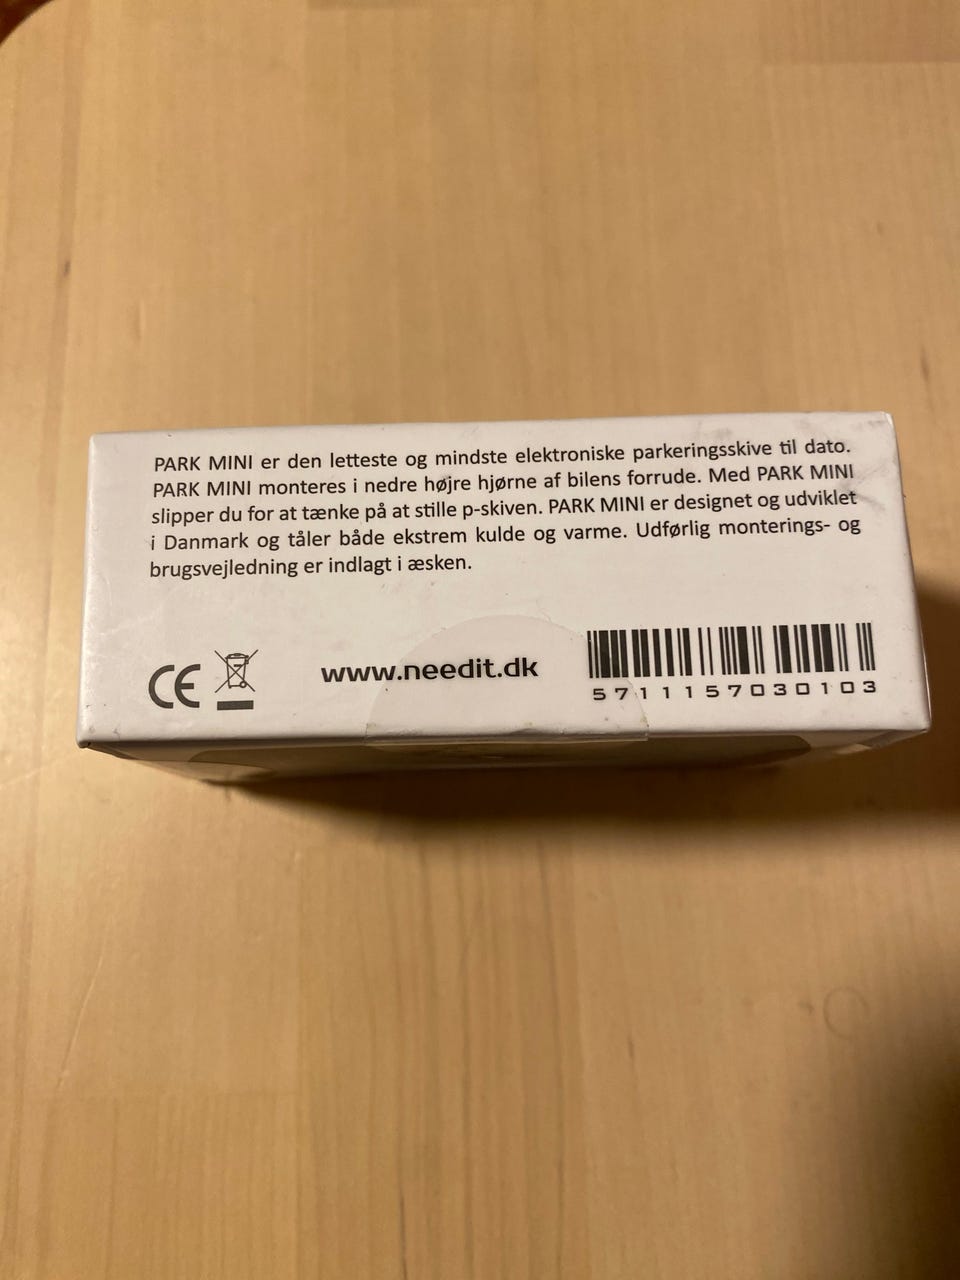 PARK MINI er den letteste og mindste elektroniske parkeringsskive til dato.
PARK MINI monteres i nedre højre hjørne af bilens forrude. Med PARK MINI
slipper du for at tænke på at stille p-skiven. PARK MINI er designet og udviklet
i Danmark og tåler både ekstrem kulde og varme. Udførlig monterings- og
brugsvejledning er indlagt i æsken.
CE
www.needit.dk
5711157030103